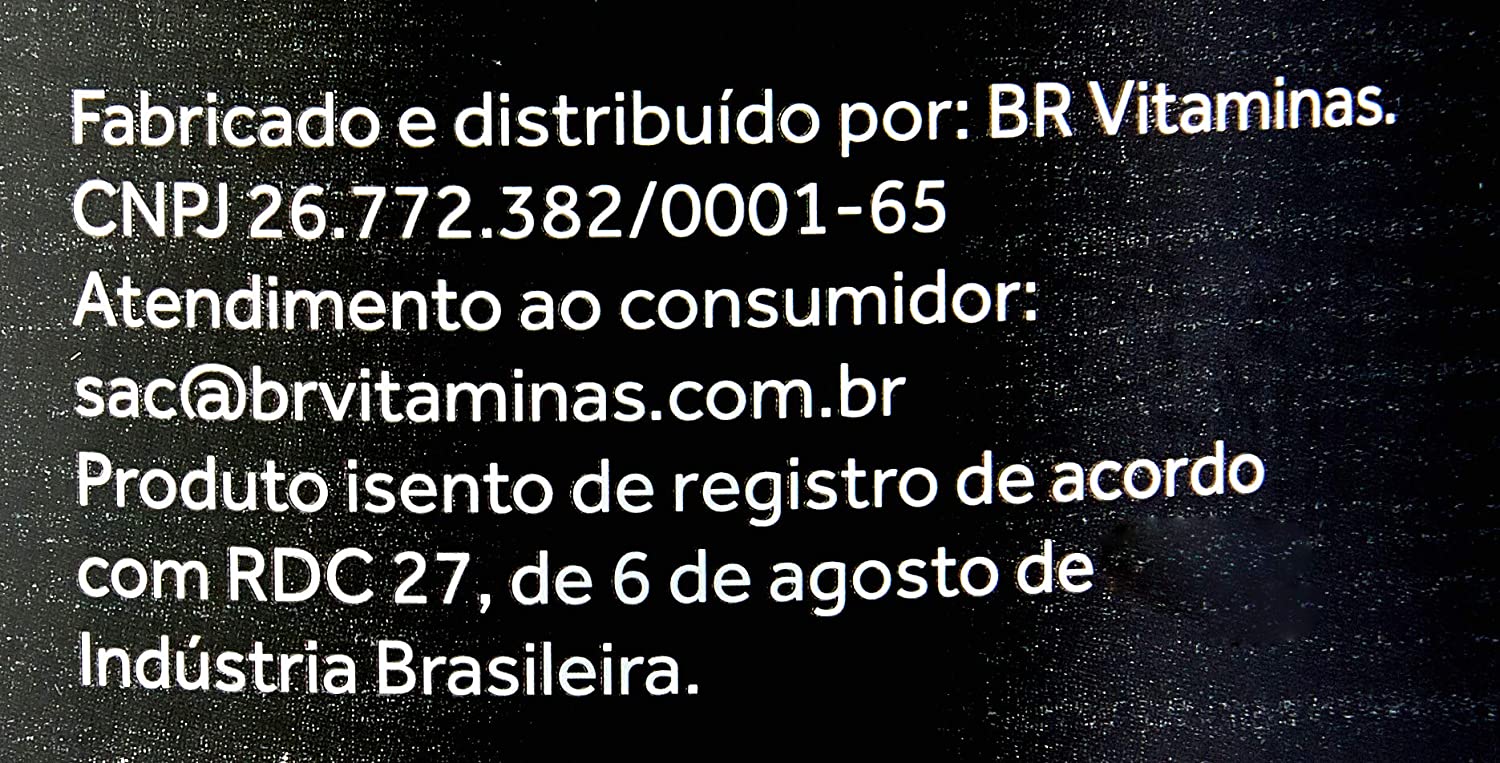 Fabricado e distribuído por: BR Vitaminas.
CNPJ 26.772.382/0001-65
Atendimento ao consumidor:
sac@brvitaminas.com.br
Produto isento de registro de acordo
com RDC 27, de 6 de agosto de
Indústria Brasileira.